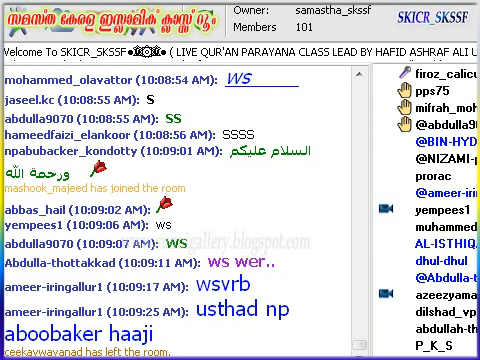 സമസ്ത കേരള ഇസ്ലാമിക് ക്ലാസ്സ് റൂം
Owner: samastha_skssf
Members 101
SKICR_SKSSF
Welcome To SKICR_SKSSF ( LIVE QUR'AN PARAYANA CLASS LEAD BY HAFID ASHRAF ALI
mohammed_olavattor (10:08:54 AM): ws
jaseel.kc (10:08:55 AM): S
abdulla9070 (10:08:55 AM): SS
hameedfaizi_elankoor (10:08:56 AM): SSSS
npabubacker_kondotty (10:09:01 AM): السلام عليكم
ورحمة الله
mashook_majeed has joined the room
abbas_hail (10:09:02 AM):
yempees1 (10:09:06 AM): ws
abdulla9070 (10:09:07 AM): WS
Abdulla-thottakkad (10:09:11 AM): ws wer..
ameer-iringallur1 (10:09:17 AM): wsvrb
ameer-iringallur1 (10:09:25 AM): usthad np
aboobaker haaji
ceekaywayanad has left the room.
firoz_calicu
pps75
mifrah_moh
@abdulla90
@BIN-HYD
@NIZAMI-p
prorac
@ameer-irin
yempees1
muhammed
AL-ISTHIQ
dhul-dhul
@Abdulla-t
azeezyama
dilshad_vp
abdullah-th
P_K_S